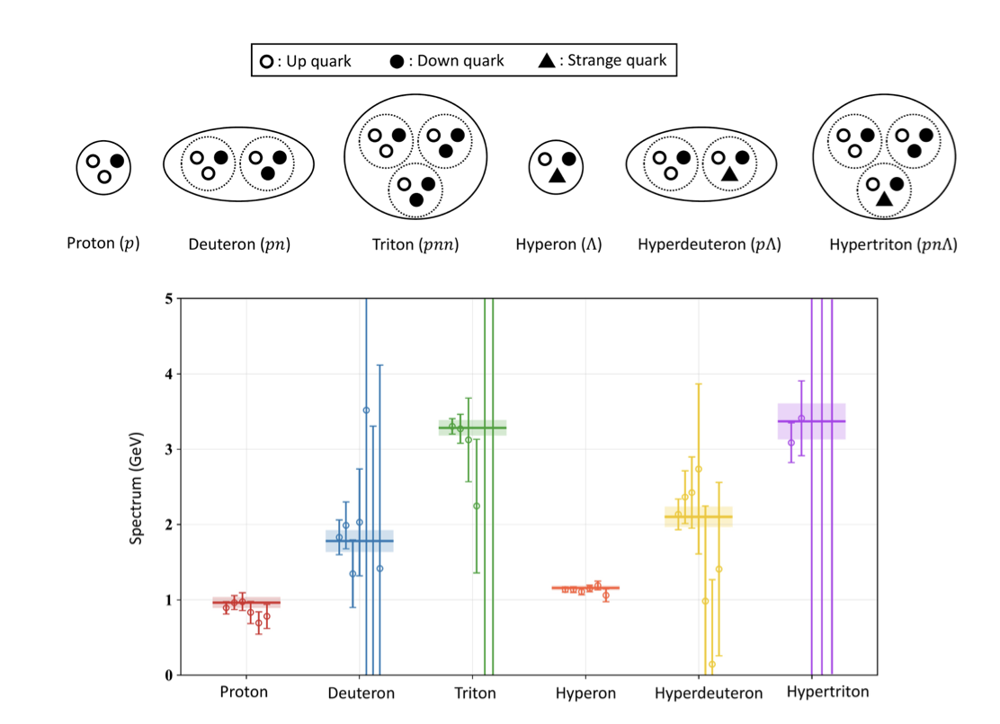 : Up quark : Down quark : Strange quark
Proton (p) Deuteron (pn) Triton (pnn) Hyperon (Λ) Hyperdeuteron (pΛ) Hypertriton (pnΛ)
5
4
3
2
1
0
Spectrum (GeV)
Proton Deuteron Triton Hyperon Hyperdeuteron Hypertriton